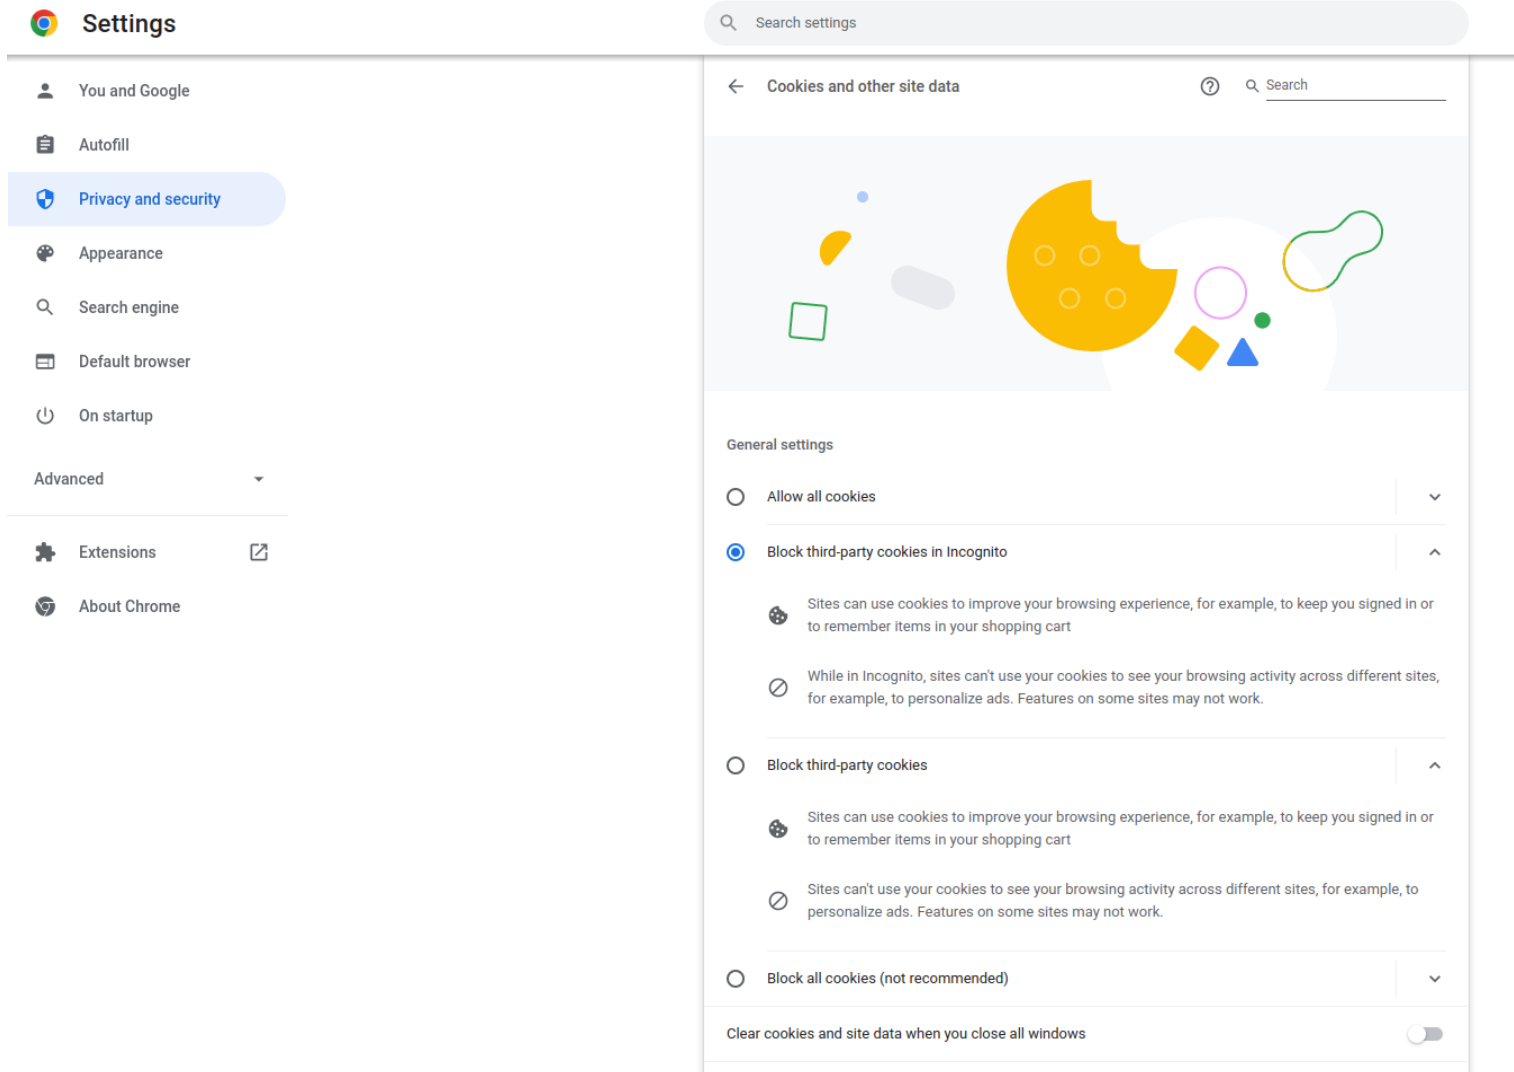 Settings
Search settings
You and Google
Autofill
Privacy and security
Appearance
Search engine
Default browser
On startup
Advanced
Extensions
About Chrome
Cookies and other site data
Search
General settings
Allow all cookies
Block third-party cookies in Incognito
Sites can use cookies to improve your browsing experience, for example, to keep you signed in or
to remember items in your shopping cart
While in Incognito, sites can't use your cookies to see your browsing activity across different sites,
for example, to personalize ads. Features on some sites may not work.
Block third-party cookies
Sites can use cookies to improve your browsing experience, for example, to keep you signed in or
to remember items in your shopping cart
Sites can't use your cookies to see your browsing activity across different sites, for example, to
personalize ads. Features on some sites may not work.
Block all cookies (not recommended)
Clear cookies and site data when you close all windows